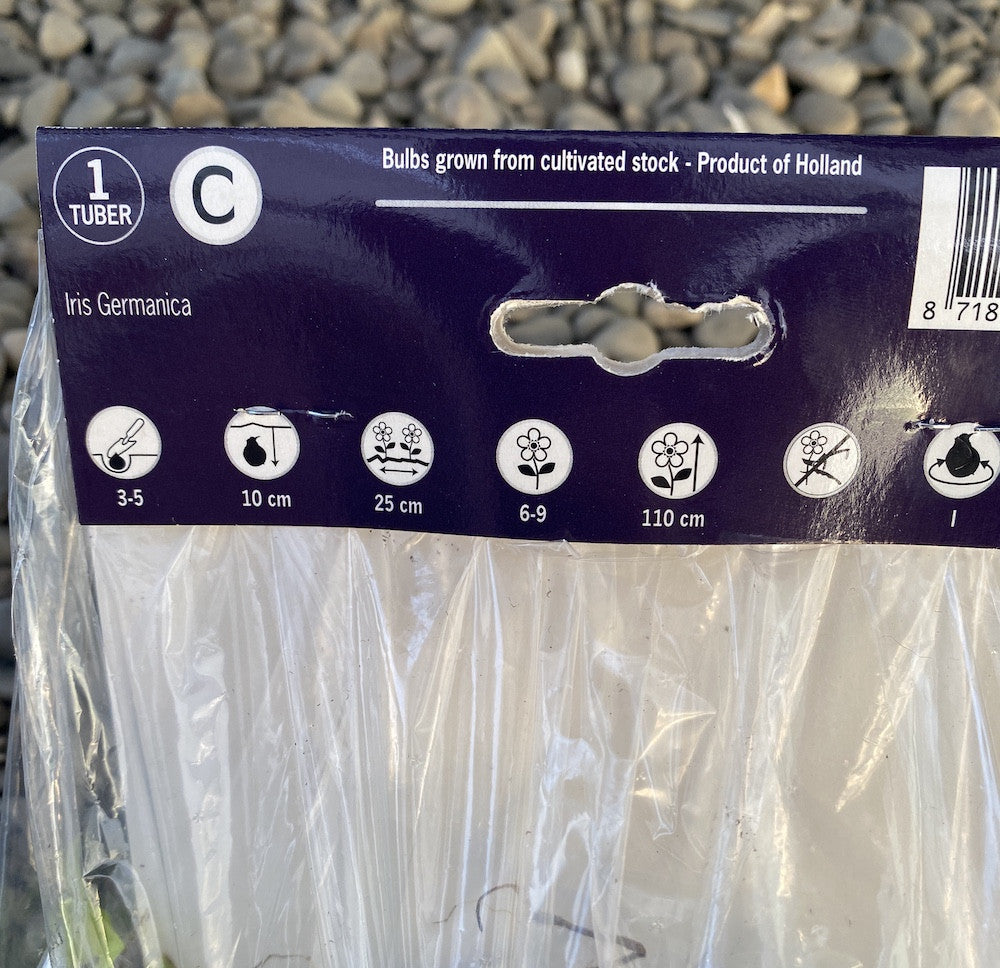 1
TUBER
C
Bulbs grown from cultivated stock - Product of Holland
Iris Germanica
8 718
3-5
10 cm
25 cm
6-9
110 cm
I